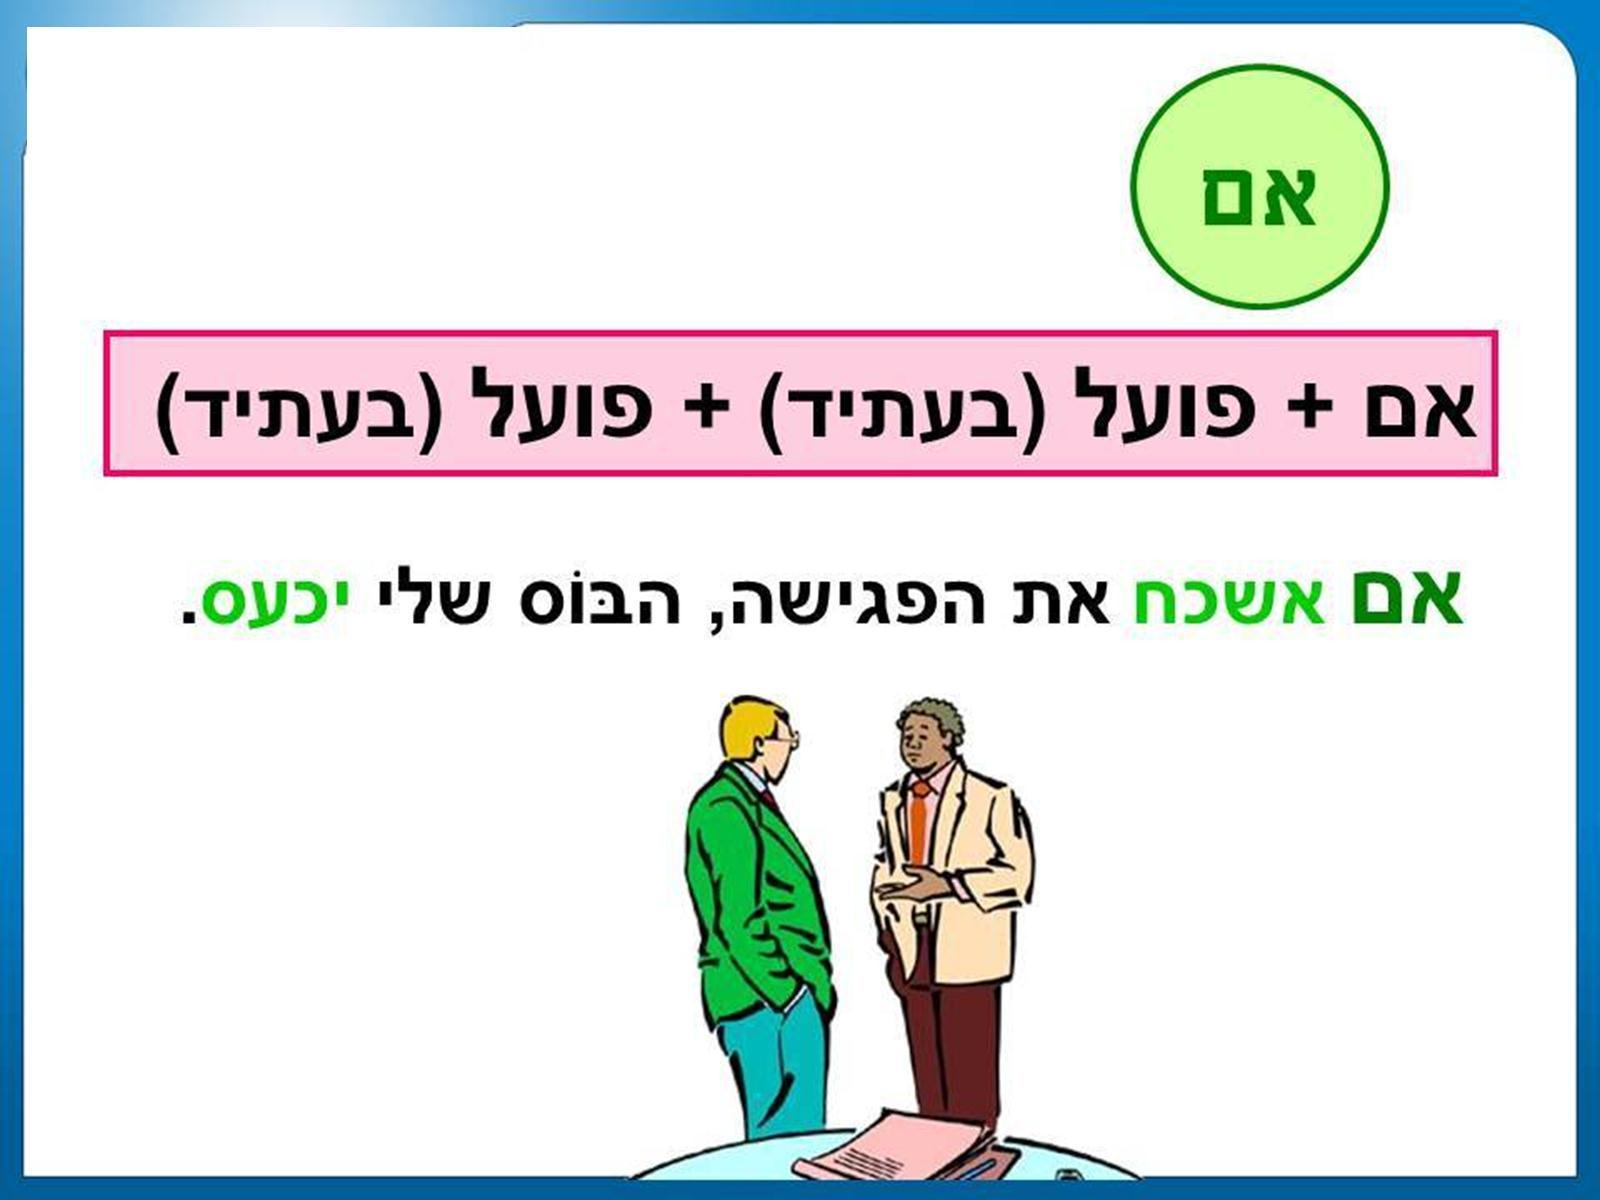 אם
אם + פועל (בעתיד) + פועל (בעתיד)
אם אשכח את הפגישה, הבּוֹס שלי יכעס.